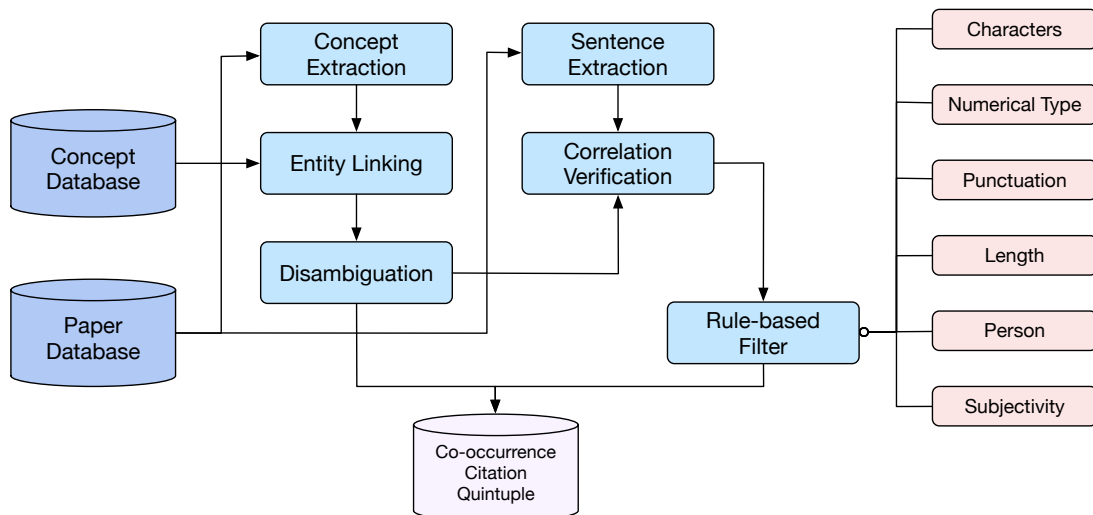 Concept
Extraction
Sentence
Extraction
Characters
Numerical Type
Concept
Database
Entity Linking
Correlation
Verification
Punctuation
Disambiguation
Length
Paper
Database
Rule-based
Filter
Person
Subjectivity
Co-occurrence
Citation
Quintuple